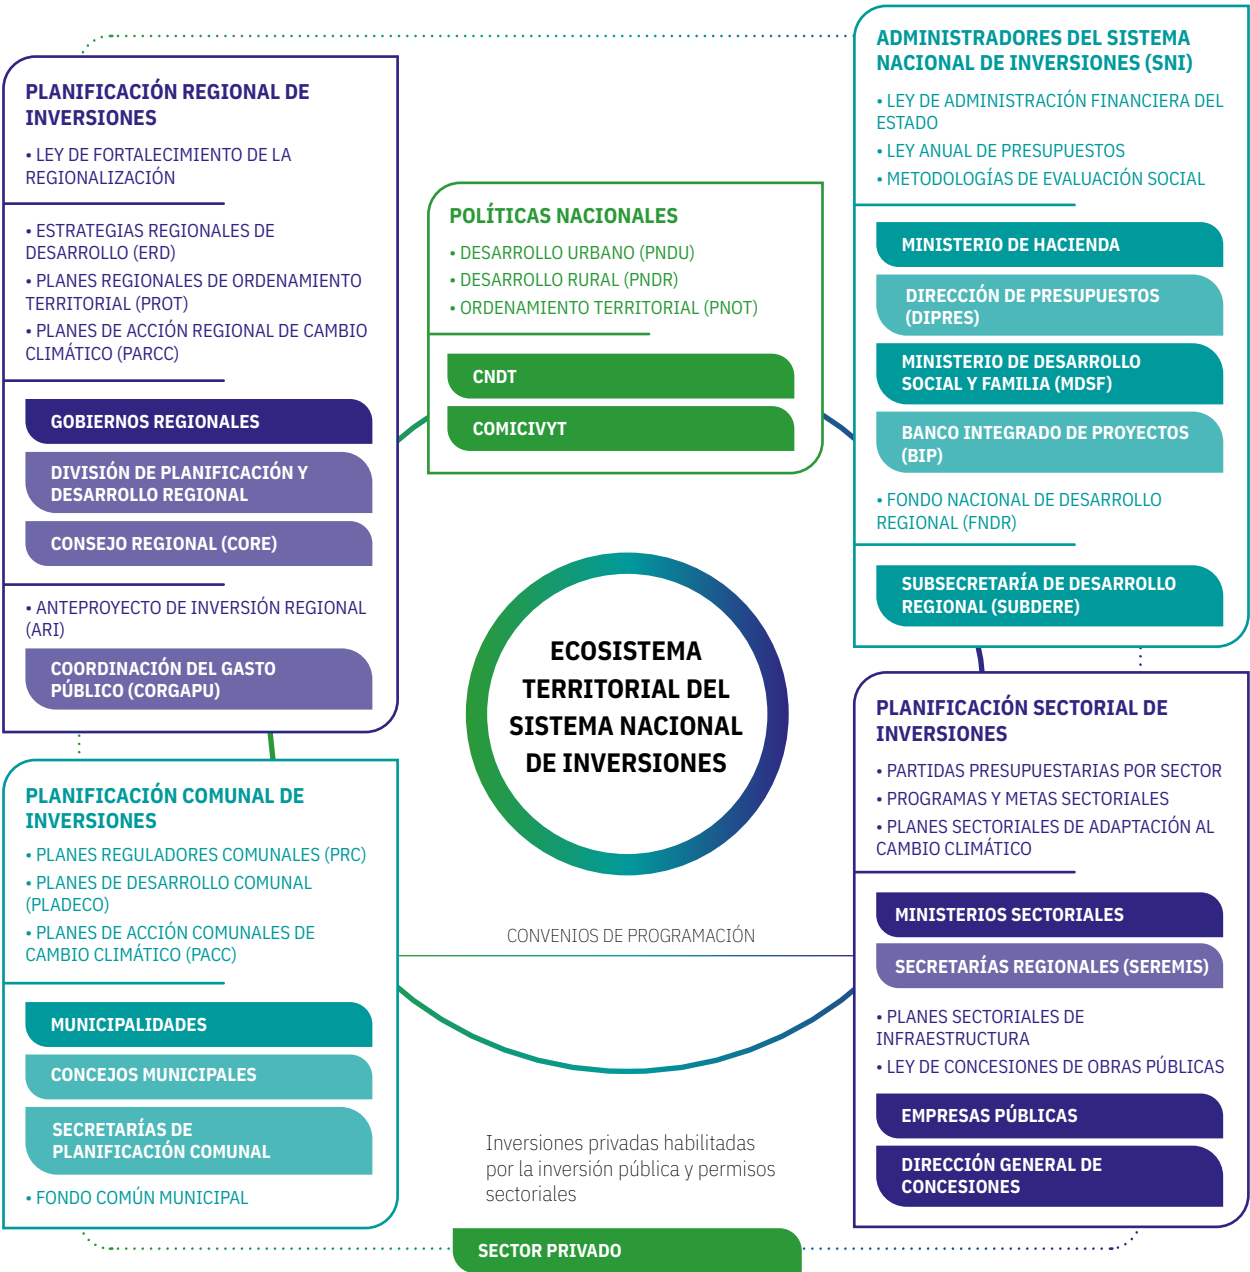 PLANIFICACIÓN REGIONAL DE
INVERSIONES
• LEY DE FORTALECIMIENTO DE LA
REGIONALIZACIÓN
• ESTRATEGIAS REGIONALES DE
DESARROLLO (ERD)
• PLANES REGIONALES DE ORDENAMIENTO
TERRITORIAL (PROT)
• PLANES DE ACCIÓN REGIONAL DE CAMBIO
CLIMÁTICO (PARCC)
GOBIERNOS REGIONALES
DIVISIÓN DE PLANIFICACIÓN Y
DESARROLLO REGIONAL
CONSEJO REGIONAL (CORE)
• ANTEPROYECTO DE INVERSIÓN REGIONAL
(ARI)
COORDINACIÓN DEL GASTO
PÚBLICO (CORGAPU)
PLANIFICACIÓN COMUNAL DE
INVERSIONES
• PLANES REGULADORES COMUNALES (PRC)
• PLANES DE DESARROLLO COMUNAL
(PLADECO)
• PLANES DE ACCIÓN COMUNALES DE
CAMBIO CLIMÁTICO (PACC)
MUNICIPALIDADES
CONCEJOS MUNICIPALES
SECRETARÍAS DE
PLANIFICACIÓN COMUNAL
• FONDO COMÚN MUNICIPAL
POLÍTICAS NACIONALES
• DESARROLLO URBANO (PNDU)
• DESARROLLO RURAL (PNDR)
• ORDENAMIENTO TERRITORIAL (PNOT)
CNDT
COMICIVYT
ECOSISTEMA
TERRITORIAL DEL
SISTEMA NACIONAL
DE INVERSIONES
CONVENIOS DE PROGRAMACIÓN
Inversiones privadas habilitadas
por la inversión pública y permisos
sectoriales
SECTOR PRIVADO
ADMINISTRADORES DEL SISTEMA
NACIONAL DE INVERSIONES (SNI)
• LEY DE ADMINISTRACIÓN FINANCIERA DEL
ESTADO
• LEY ANUAL DE PRESUPUESTOS
• METODOLOGÍAS DE EVALUACIÓN SOCIAL
MINISTERIO DE HACIENDA
DIRECCIÓN DE PRESUPUESTOS
(DIPRES)
MINISTERIO DE DESARROLLO
SOCIAL Y FAMILIA (MDSF)
BANCO INTEGRADO DE PROYECTOS
(BIP)
• FONDO NACIONAL DE DESARROLLO
REGIONAL (FNDR)
SUBSECRETARÍA DE DESARROLLO
REGIONAL (SUBDERE)
PLANIFICACIÓN SECTORIAL DE
INVERSIONES
• PARTIDAS PRESUPUESTARIAS POR SECTOR
• PROGRAMAS Y METAS SECTORIALES
• PLANES SECTORIALES DE ADAPTACIÓN AL
CAMBIO CLIMÁTICO
MINISTERIOS SECTORIALES
SECRETARÍAS REGIONALES (SEREMIS)
• PLANES SECTORIALES DE
INFRAESTRUCTURA
• LEY DE CONCESIONES DE OBRAS PÚBLICAS
EMPRESAS PÚBLICAS
DIRECCIÓN GENERAL DE
CONCESIONES